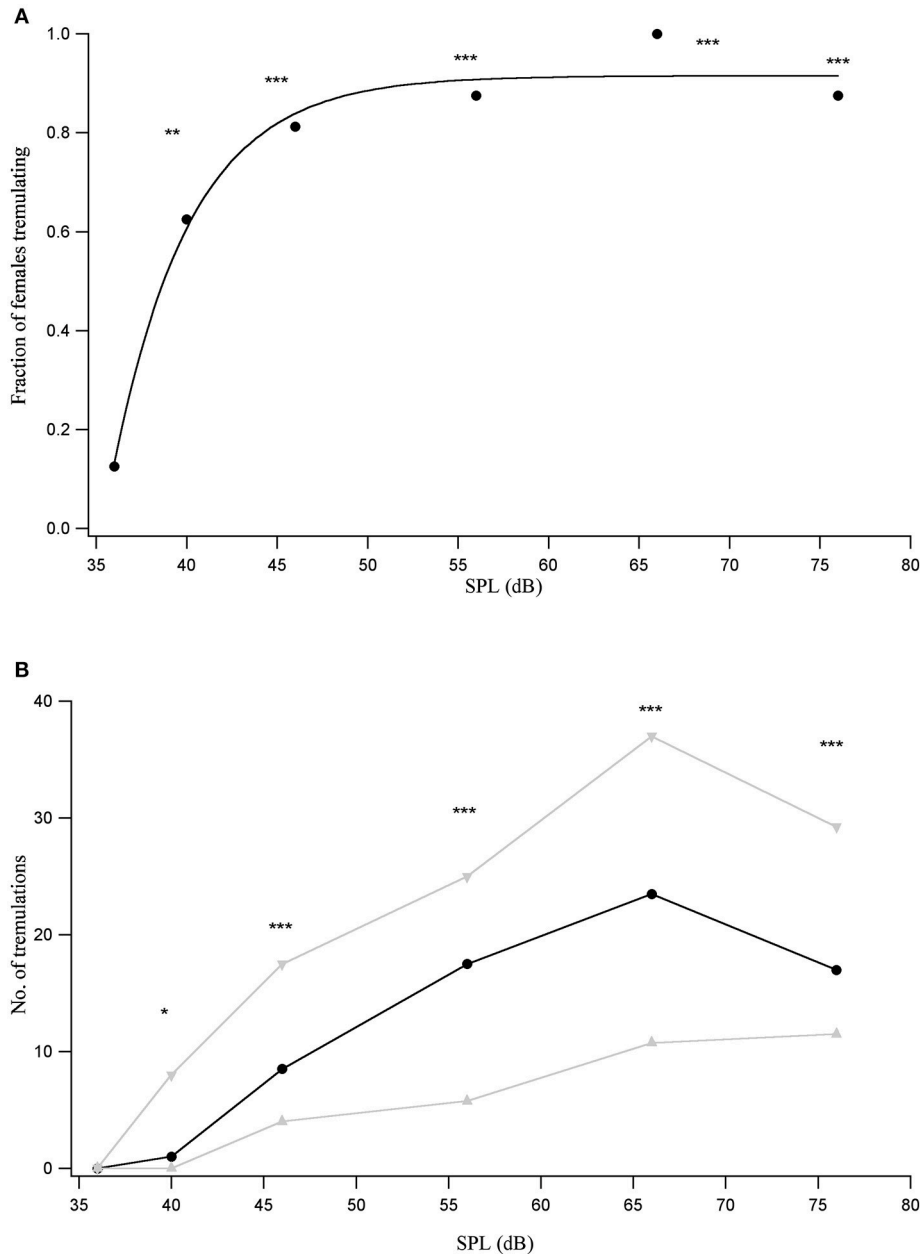 A
1.0
***
***
***
***
**
0.8
0.6
0.4
0.2
0.0
Fraction of females tremulating
35 40 45 50 55 60 65 70 75 80
SPL (dB)
B
40
***
***
30
***
***
20
*
10
0
No. of tremulations
35 40 45 50 55 60 65 70 75 80
SPL (dB)